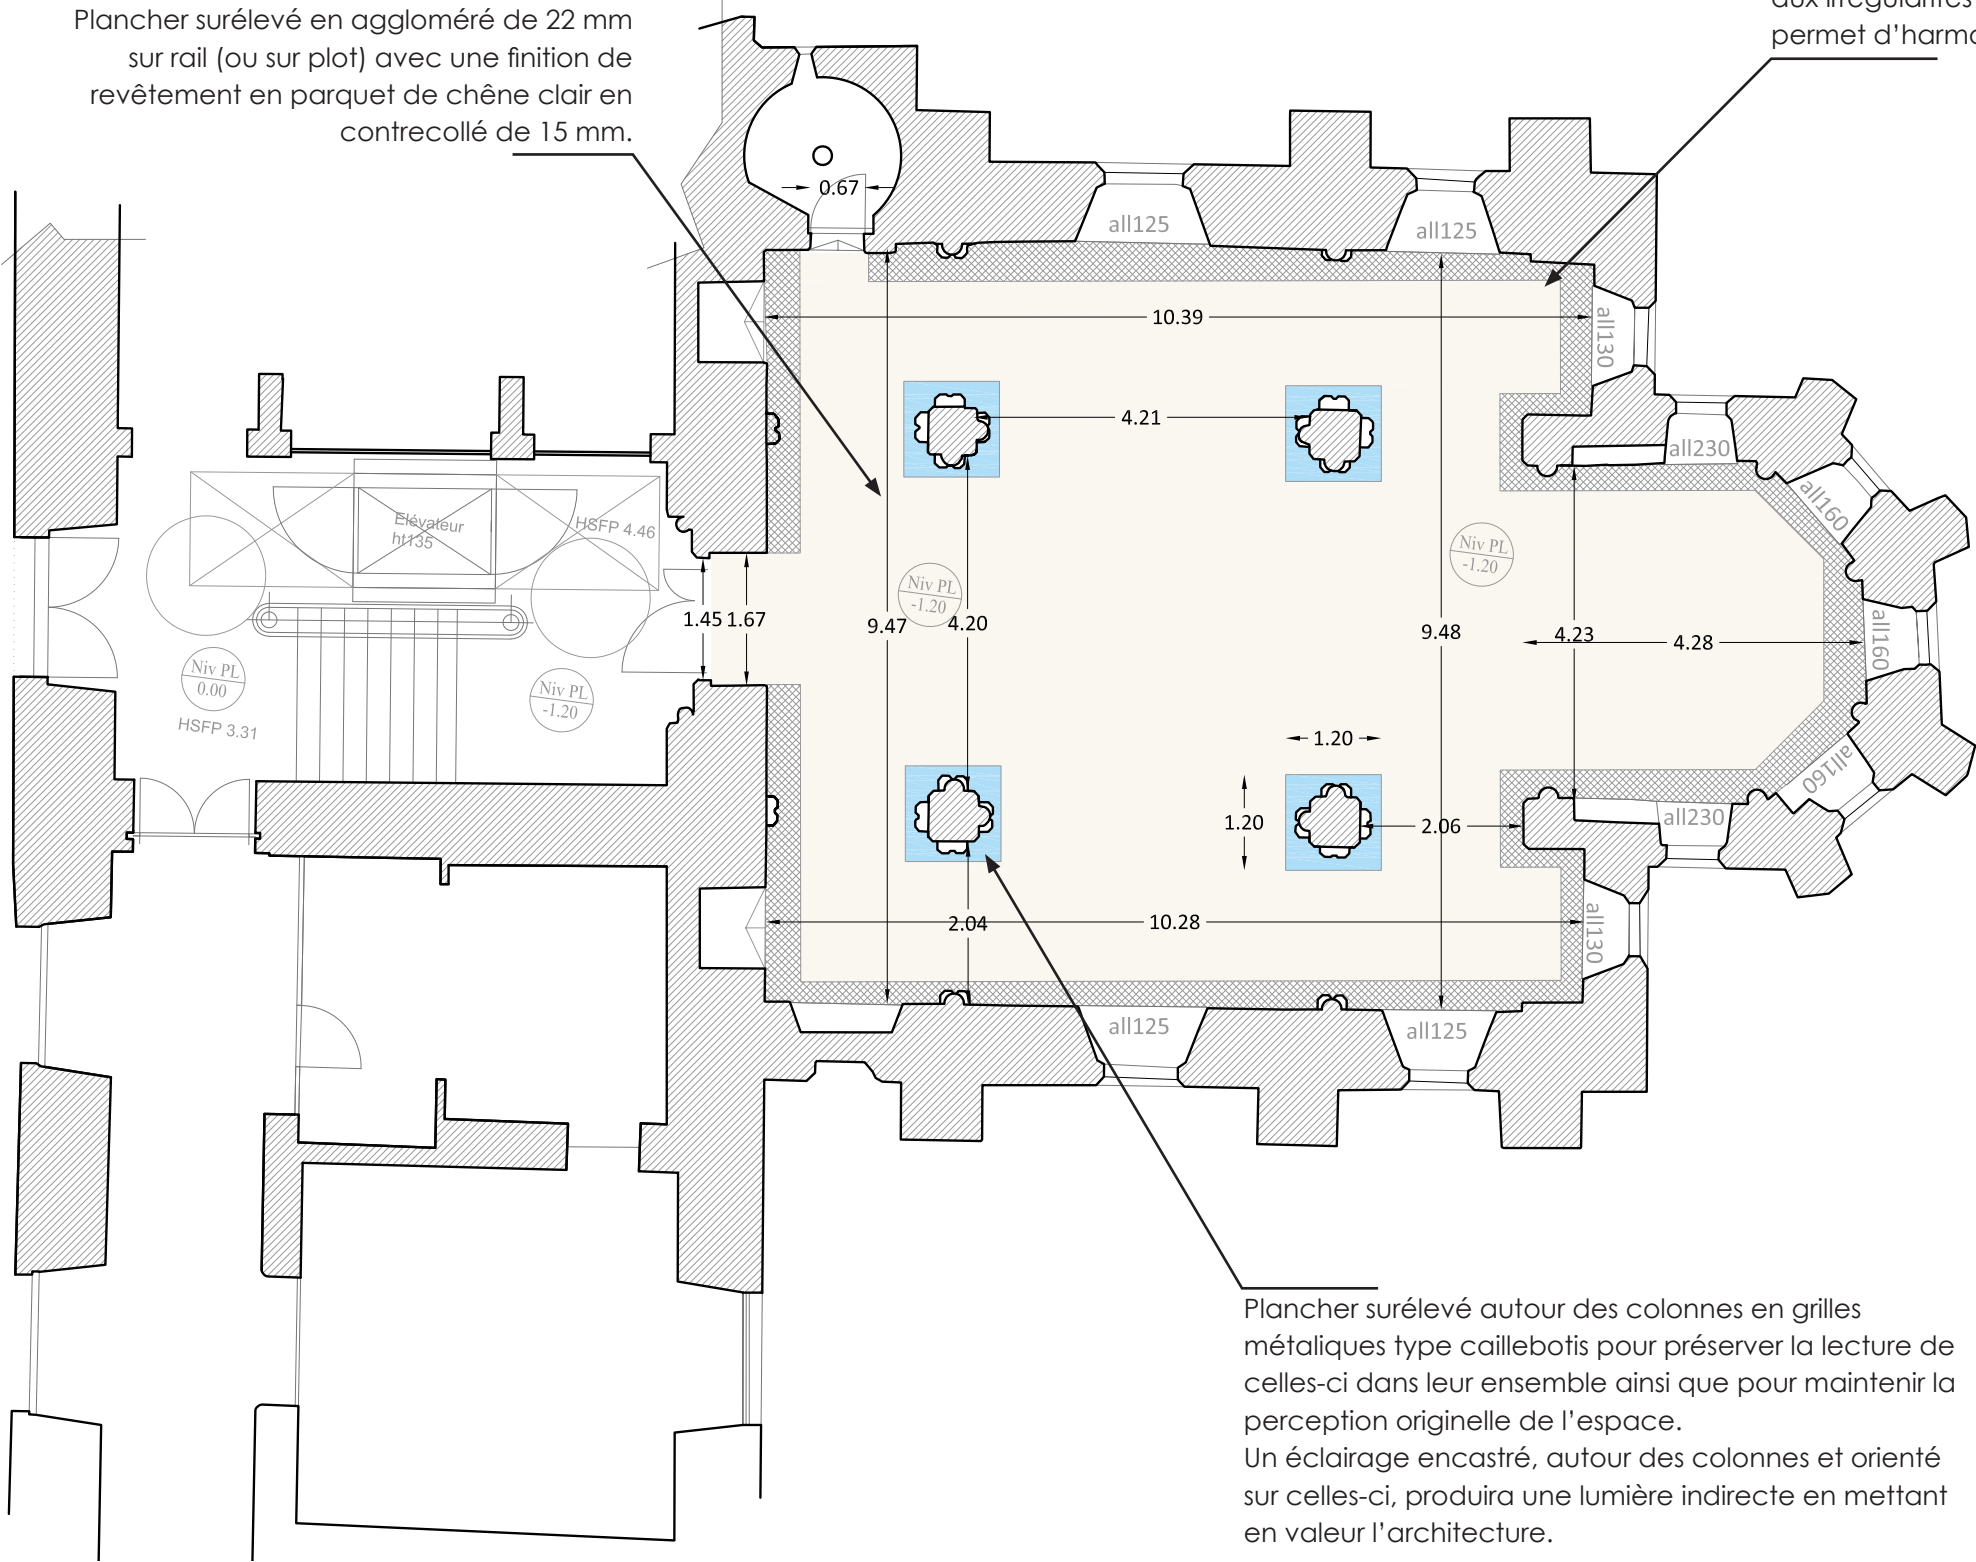 Plancher surélevé en aggloméré de 22 mm
sur rail (ou sur plot) avec une finition de
revêtement en parquet de chêne clair en
contrecollé de 15 mm.
aux irrégularités
permet d'harmo
0.67
all125
all125
10.39
all130
4.21
all230
all160
Elévateur
ht135
HSFP 4.46
Niv PL
-1.20
Niv PL
-1.20
1.45
1.67
9.47
4.20
9.48
4.23
4.28
all160
Niv PL
0.00
HSFP 3.31
Niv PL
-1.20
1.20
1.20
2.06
all230
all160
2.04
10.28
all130
all125
all125
Plancher surélevé autour des colonnes en grilles
métaliques type caillebotis pour préserver la lecture de
celles-ci dans leur ensemble ainsi que pour maintenir la
perception originelle de l'espace.
Un éclairage encastré, autour des colonnes et orienté
sur celles-ci, produira une lumière indirecte en mettant
en valeur l'architecture.